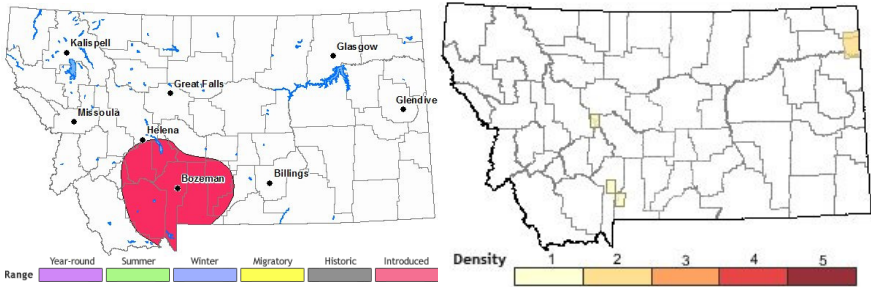 Kalispell
Glasgow
Great Falls
Glendive
Missoula
Helena
Billings
Bozeman
Range Year-round Summer Winter Migratory Historic Introduced
Density 1 2 3 4 5